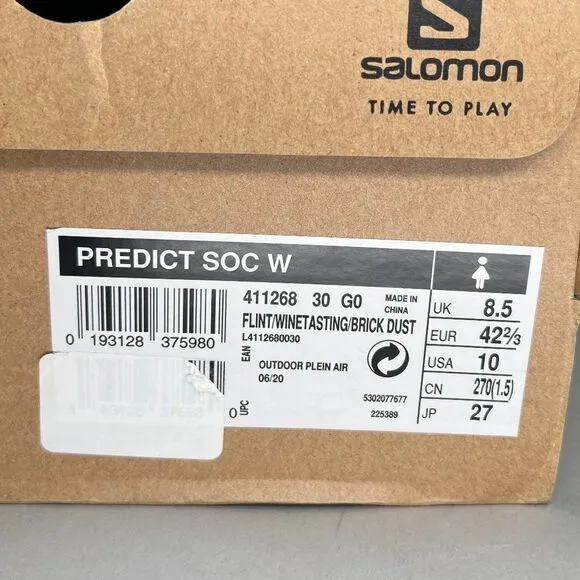 salomon
TIME TO PLAY
PREDICT SOC W
411268 30 G0 MADE IN CHINA
FLINT/WINETASTING/BRICK DUST
L4112680030
0 193128 375980
EAN
OUTDOOR PLEIN AIR
06/20
5302077677
225389
0 UPC
UK 8.5
EUR 42⅔
USA 10
CN 270(1.5)
JP 27